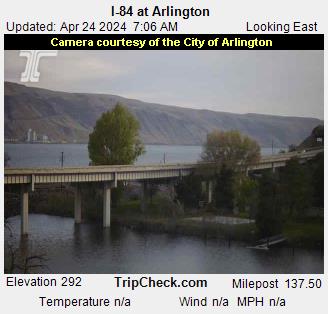 I-84 at Arlington
Updated: Apr 24 2024 7:06 AM Looking East
Camera courtesy of the City of Arlington
Elevation 292 TripCheck.com Milepost 137.50
Temperature n/a Wind n/a MPH n/a